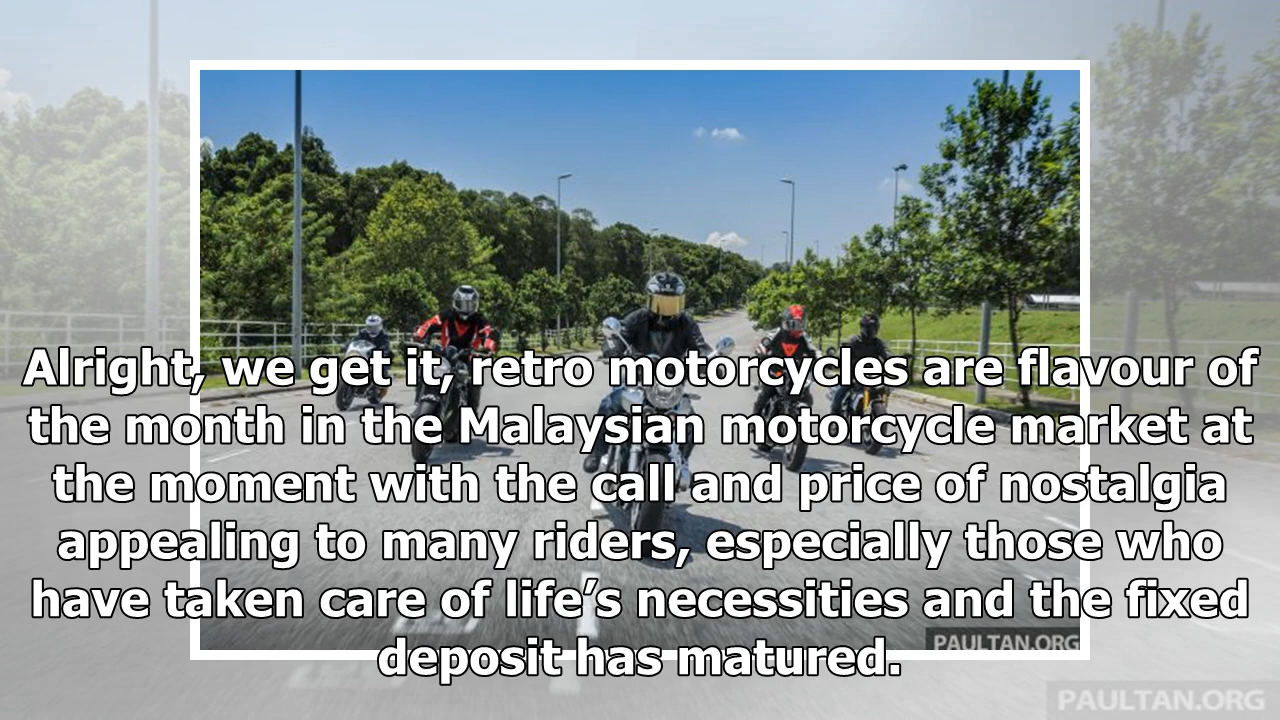 Alright, we get it, retro motorcycles are flavour of
the month in the Malaysian motorcycle market at
the moment with the call and price of nostalgia
appealing to many riders, especially those who
have taken care of life’s necessities and the fixed
deposit has matured.
PAULTAN.ORG
PAULTAN.ORG